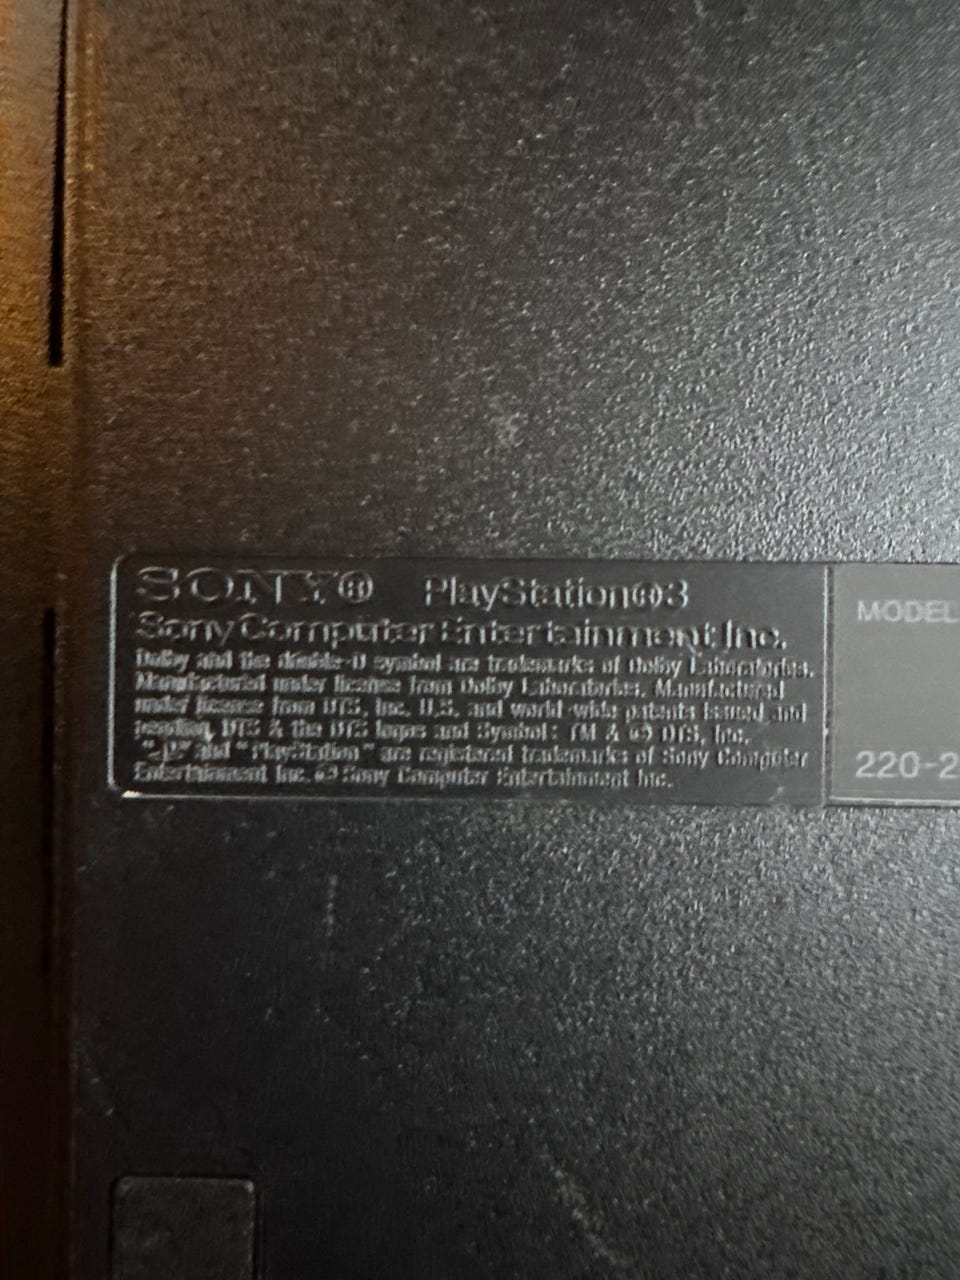 SONY® PlayStation®3
Sony Computer Entertainment Inc.
Dolby and the double-D symbol are trademarks of Dolby Laboratories.
Manufactured under license from Dolby Laboratories. Manufactured
under license from DTS, Inc. U.S. and world-wide patents issued and
pending. DTS & the DTS logos and Symbol: TM & © DTS, Inc.
" " and "PlayStation" are registered trademarks of Sony Computer
Entertainment Inc. © Sony Computer Entertainment Inc.
MODEL
220-2